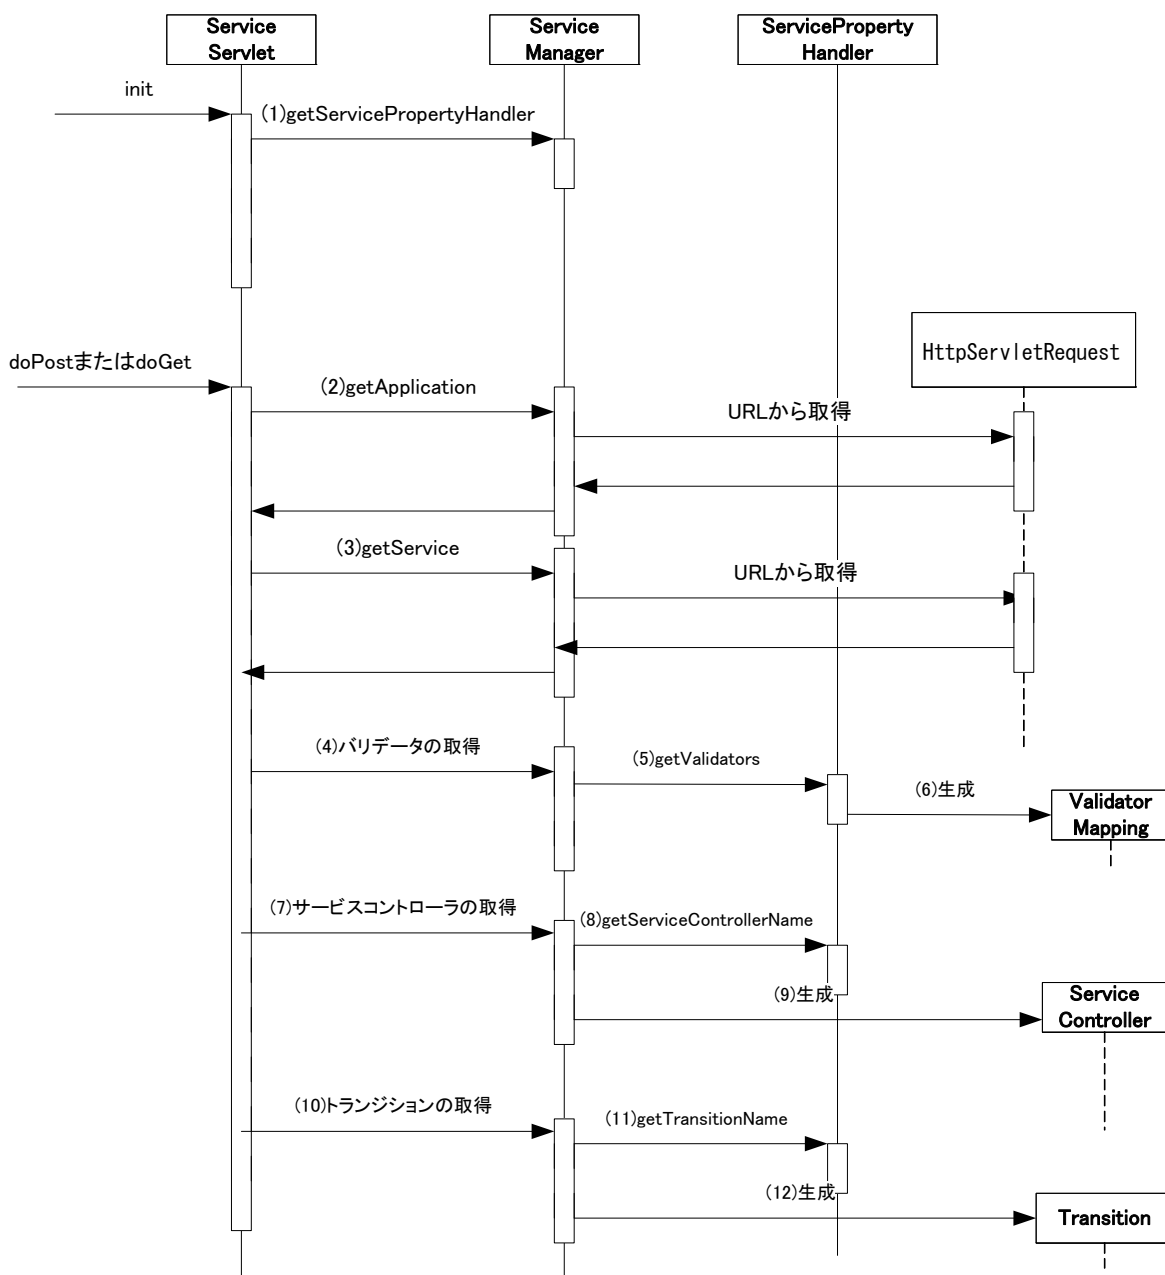 Service
Servlet
Service
Manager
ServiceProperty
Handler
init
(1)getServicePropertyHandler
HttpServletRequest
doPostまたはdoGet
(2)getApplication
URLから取得
(3)getService
URLから取得
(4)バリデータの取得
(5)getValidators
(6)生成
Validator
Mapping
(7)サービスコントローラの取得
(8)getServiceControllerName
(9)生成
Service
Controller
(10)トランジションの取得
(11)getTransitionName
(12)生成
Transition